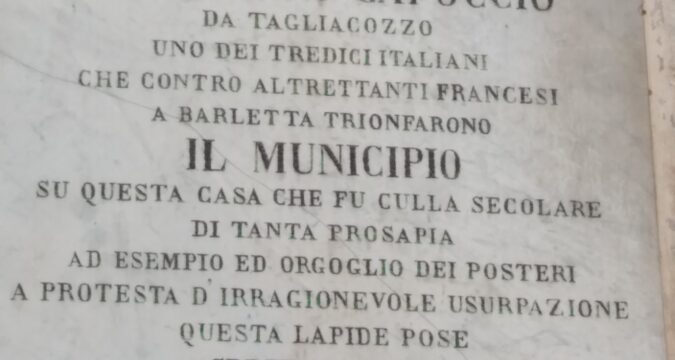 DA TAGLIACOZZO
UNO DEI TREDICI ITALIANI
CHE CONTRO ALTRETTANTI FRANCESI
A BARLETTA TRIONFARONO
IL MUNICIPIO
SU QUESTA CASA CHE FU CULLA SECOLARE
DI TANTA PROSAPIA
AD ESEMPIO ED ORGOGLIO DEI POSTERI
A PROTESTA D'IRRAGIONEVOLE USURPAZIONE
QUESTA LAPIDE POSE